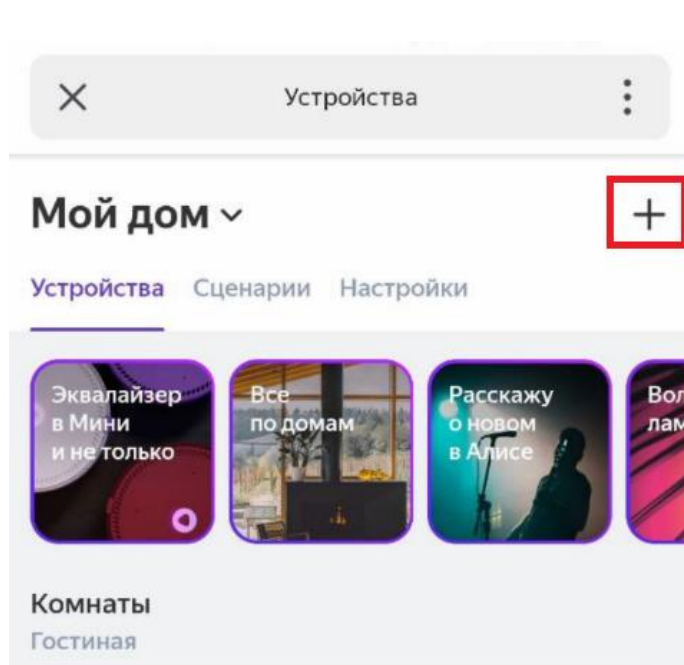 Устройства
Мой дом
Устройства Сценарии Настройки
Эквалайзер
в Мини
и не только
Все
по домам
Расскажу
о новом
в Алисе
Комнаты
Гостиная